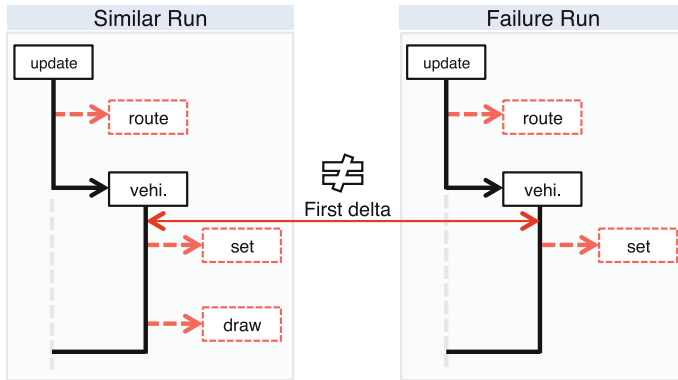 Similar Run
Failure Run
update
update
route
route
vehi.
vehi.
≠
First delta
set
set
draw